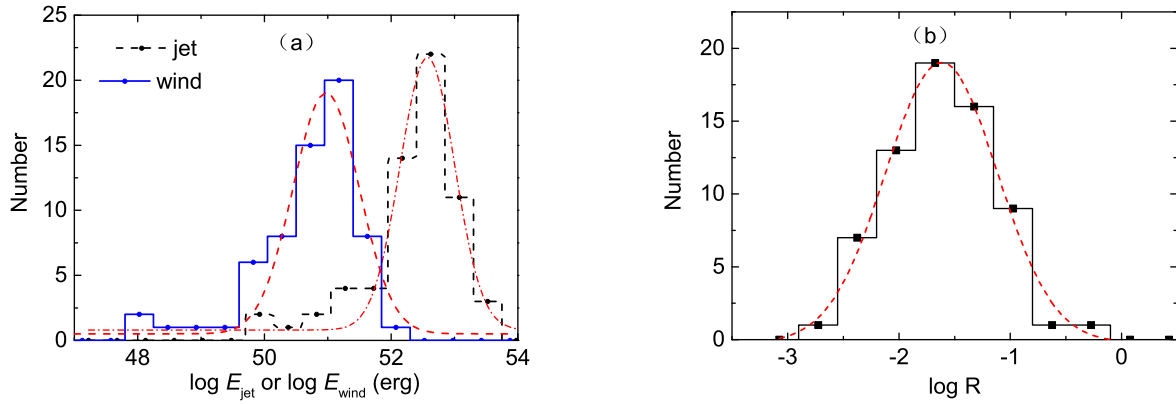 25
20
15
10
5
0
Number
jet
wind
（a）
48 50 52 54
log E_jet or log E_wind (erg)
20
15
10
5
0
Number
（b）
-3 -2 -1 0
log R